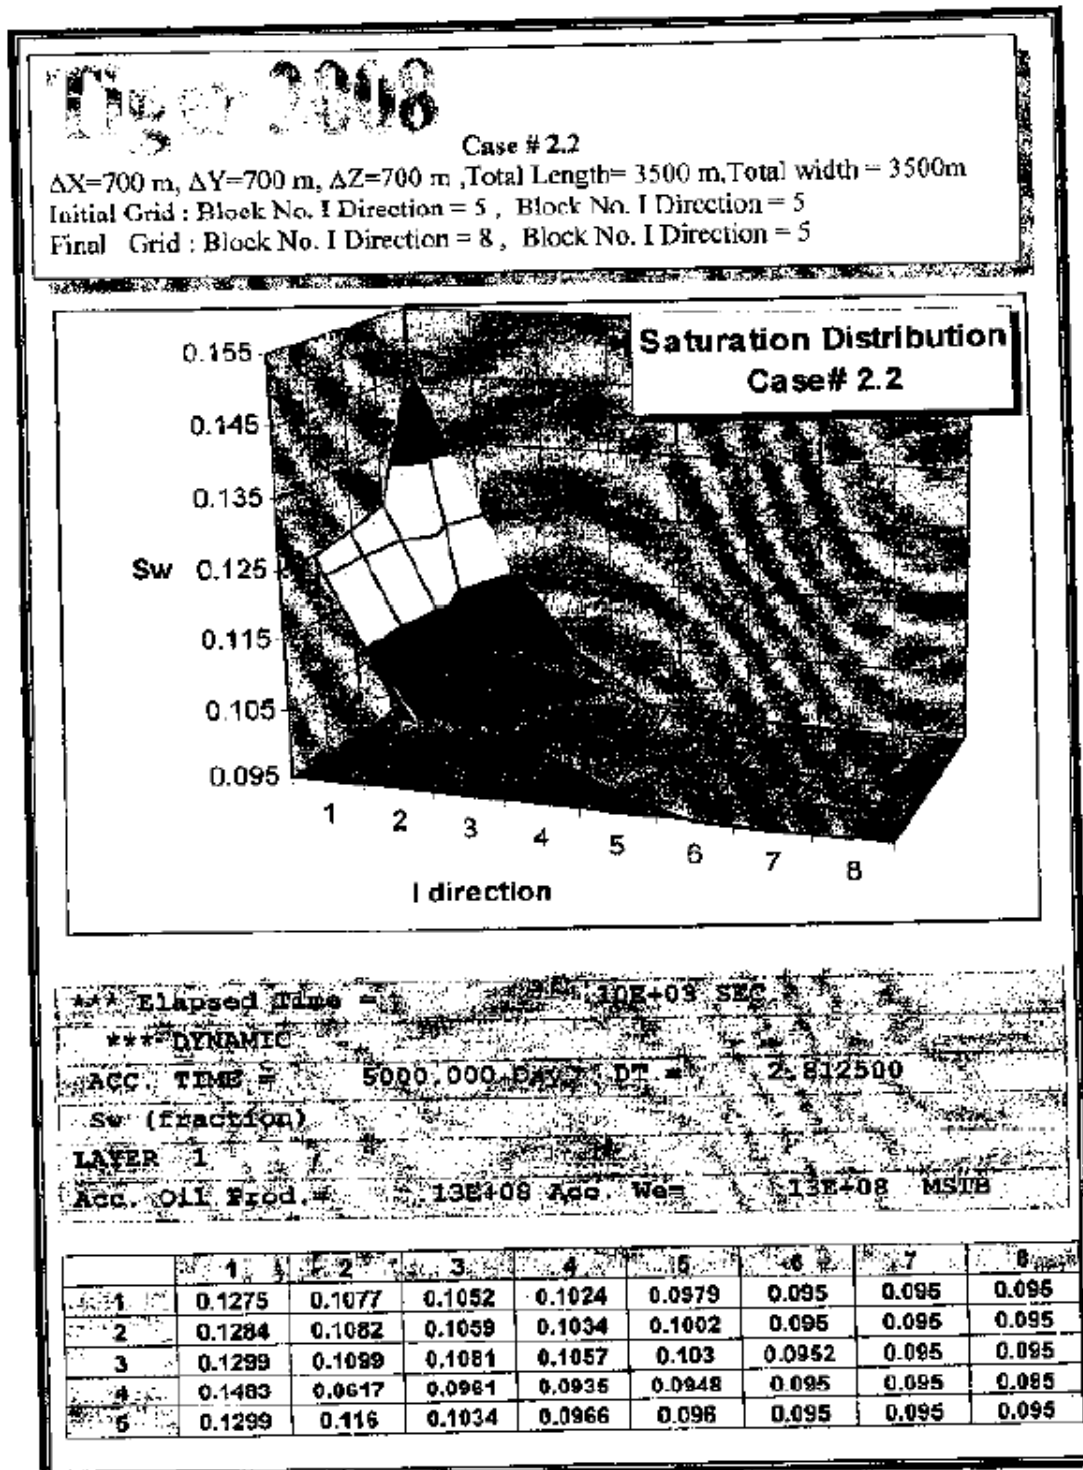 Tiger 2008
Case # 2.2
ΔX=700 m, ΔY=700 m, ΔZ=700 m ,Total Length= 3500 m,Total width = 3500m
Initial Grid : Block No. I Direction = 5 , Block No. I Direction = 5
Final Grid : Block No. I Direction = 8 , Block No. I Direction = 5
Saturation Distribution
Case# 2.2
0.155
0.145
0.135
Sw 0.125
0.115
0.105
0.095
1 2 3 4 5 6 7 8
I direction
*** Elapsed Time = SEC
*** DYNAMIC
ACC. TIME = 5000.000 DAY, DT = 2.812500
Sw (fraction)
LAYER 1
Acc. Oil Prod.= .13E+08 Acc. We= .13E+08 MSTB
1 2 3 4 5 6 7 8
1 0.1275 0.1077 0.1052 0.1024 0.0979 0.095 0.095 0.095
2 0.1284 0.1082 0.1059 0.1034 0.1002 0.095 0.095 0.095
3 0.1299 0.1099 0.1081 0.1057 0.103 0.0952 0.095 0.095
4 0.1483 0.0617 0.0961 0.0935 0.0948 0.095 0.095 0.095
5 0.1299 0.116 0.1034 0.0966 0.096 0.095 0.095 0.095